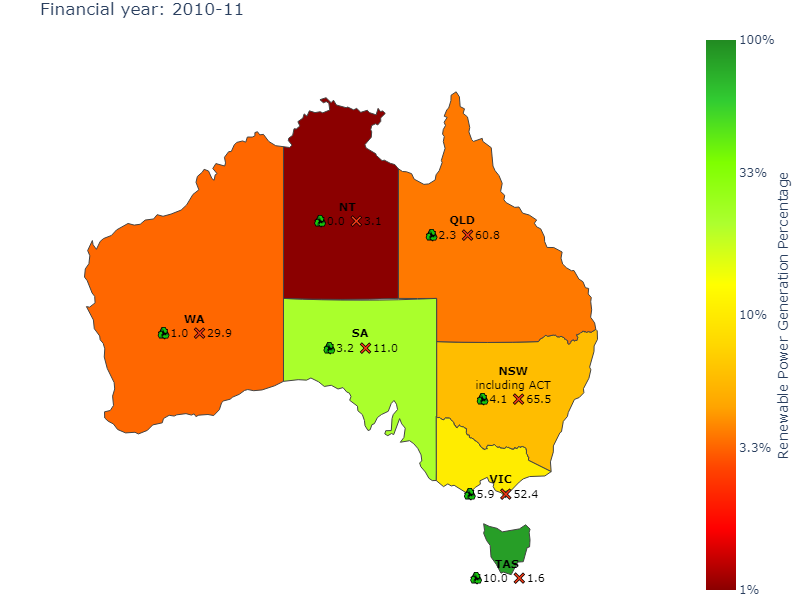 Financial year: 2010-11
100%
33%
10%
3.3%
1%
Renewable Power Generation Percentage
NT
0.0 3.1
QLD
2.3 60.8
WA
1.0 29.9
SA
3.2 11.0
NSW
including ACT
4.1 65.5
VIC
5.9 52.4
TAS
10.0 1.6